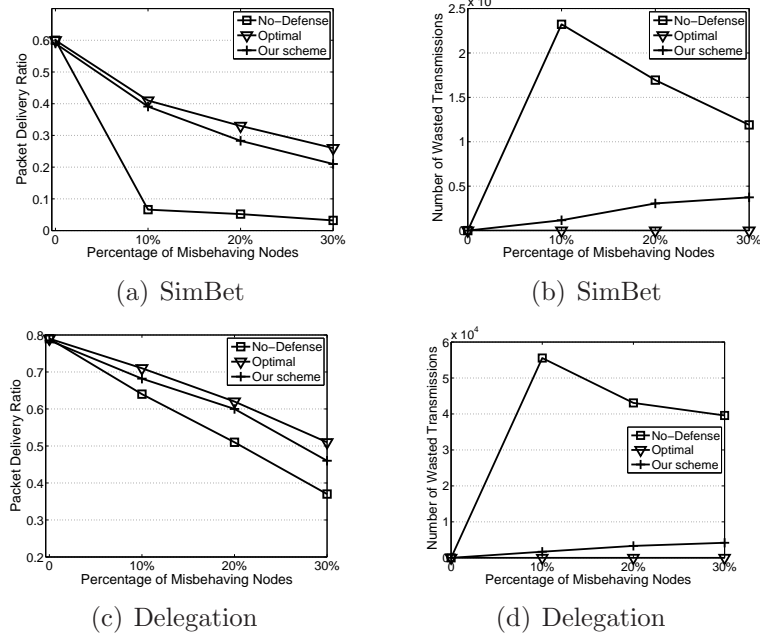 Packet Delivery Ratio
0.6
0.5
0.4
0.3
0.2
0.1
0
0
10%
20%
30%
Percentage of Misbehaving Nodes
No-Defense
Optimal
Our scheme
(a) SimBet
Number of Wasted Transmissions
2.5
2
1.5
1
0.5
0
0
10%
20%
30%
Percentage of Misbehaving Nodes
No-Defense
Optimal
Our scheme
(b) SimBet
Packet Delivery Ratio
0.8
0.7
0.6
0.5
0.4
0.3
0.2
0
10%
20%
30%
Percentage of Misbehaving Nodes
No-Defense
Optimal
Our scheme
(c) Delegation
Number of Wasted Transmissions
6 x 10^4
5
4
3
2
1
0
0
10%
20%
30%
Percentage of Misbehaving Nodes
No-Defense
Optimal
Our scheme
(d) Delegation